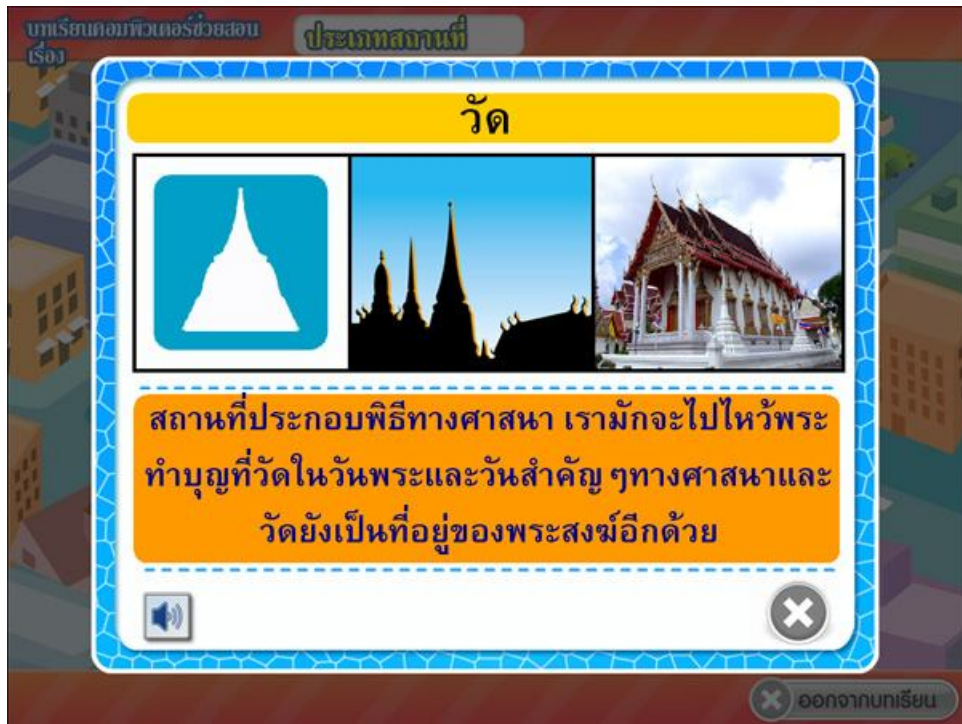 บทเรียนคอมพิวเตอร์ช่วยสอน
เรื่อง
ประเภทสถานที่
วัด
สถานที่ประกอบพิธีทางศาสนา เรามักจะไปไหว้พระ
ทำบุญที่วัดในวันพระและวันสำคัญ ๆทางศาสนาและ
วัดยังเป็นที่อยู่ของพระสงฆ์อีกด้วย
ออกจากบทเรียน